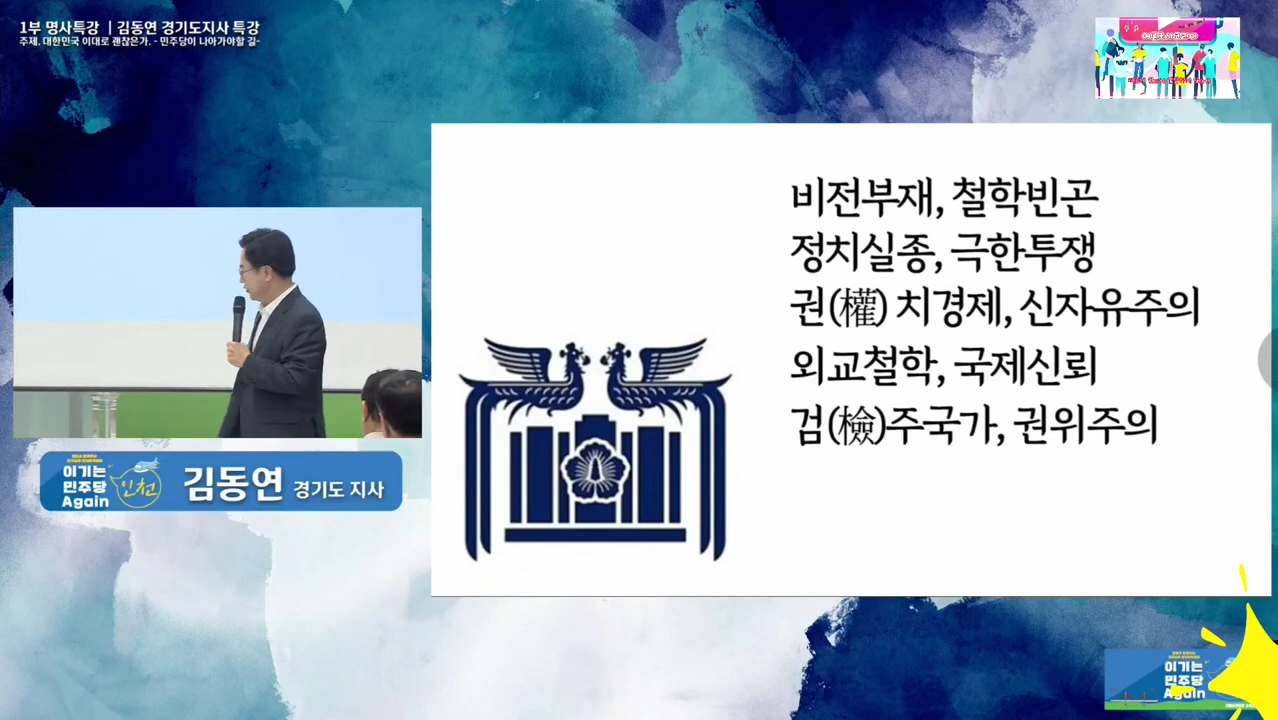 1부 명사특강 | 김동연 경기도지사 특강
주제. 대한민국 이대로 괜찮은가. - 민주당이 나아가야할 길-
비전부재, 철학빈곤
정치실종, 극한투쟁
권(權) 치경제, 신자유주의
외교철학, 국제신뢰
검(檢)주국가, 권위주의
이기는
민주당
Again
인천
김동연 경기도 지사
이기는
민주당
Again